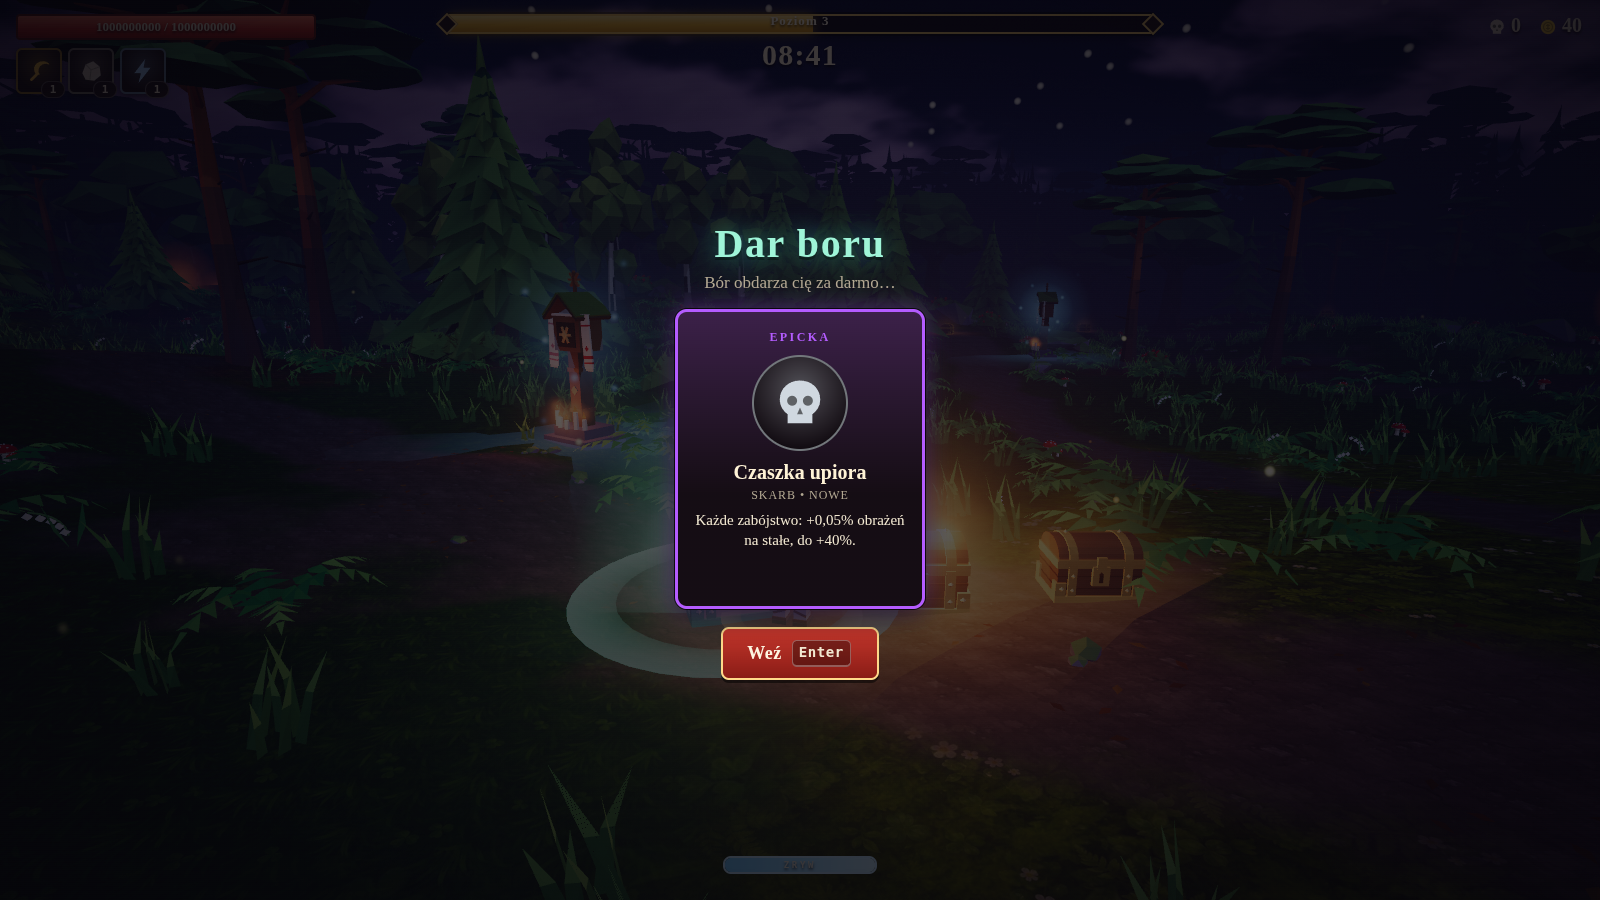 1000000000 / 1000000000
Poziom 3
0 40
08:41
1 1 1
Dar boru
Bór obdarza cię za darmo…
EPICKA
Czaszka upiora
SKARB • NOWE
Każde zabójstwo: +0,05% obrażeń
na stałe, do +40%.
Weź Enter